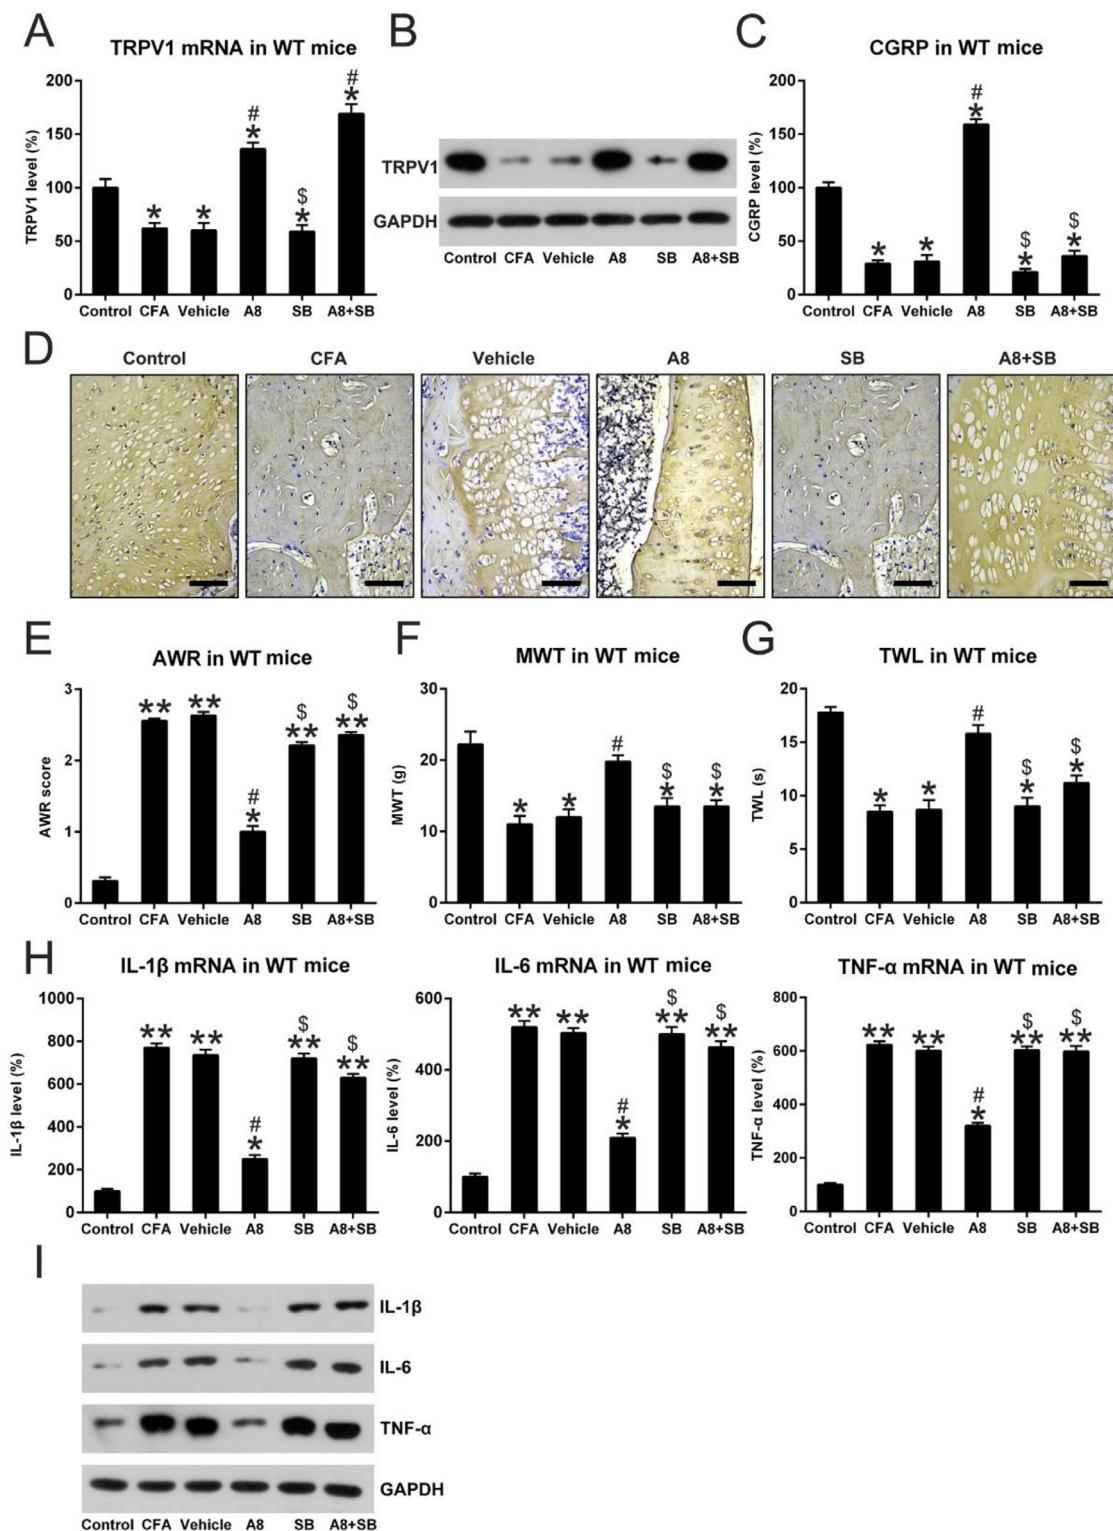 A
TRPV1 mRNA in WT mice
TRPV1 level (%)
200
150
100
50
0
#
*
*
#
*
$
*
#
*
Control CFA Vehicle A8 SB A8+SB
B
TRPV1
GAPDH
Control CFA Vehicle A8 SB A8+SB
C
CGRP in WT mice
CGRP level (%)
200
150
100
50
0
*
*
#
*
$
*
$
*
Control CFA Vehicle A8 SB A8+SB
D
Control CFA Vehicle A8 SB A8+SB
E
AWR in WT mice
AWR score
3
2
1
0
**
**
#
*
$
**
$
**
Control CFA Vehicle A8 SB A8+SB
F
MWT in WT mice
MWT (g)
30
20
10
0
*
*
#
$
*
$
*
Control CFA Vehicle A8 SB A8+SB
G
TWL in WT mice
TWL (s)
20
15
10
5
0
*
*
#
$
*
$
*
Control CFA Vehicle A8 SB A8+SB
H
IL-1β mRNA in WT mice
IL-1β level (%)
1000
800
600
400
200
0
**
**
#
*
$
**
$
**
Control CFA Vehicle A8 SB A8+SB
IL-6 mRNA in WT mice
IL-6 level (%)
600
400
200
0
**
**
#
*
$
**
$
**
Control CFA Vehicle A8 SB A8+SB
TNF-α mRNA in WT mice
TNF-α level (%)
800
600
400
200
0
**
**
#
*
$
**
$
**
Control CFA Vehicle A8 SB A8+SB
I
IL-1β
IL-6
TNF-α
GAPDH
Control CFA Vehicle A8 SB A8+SB